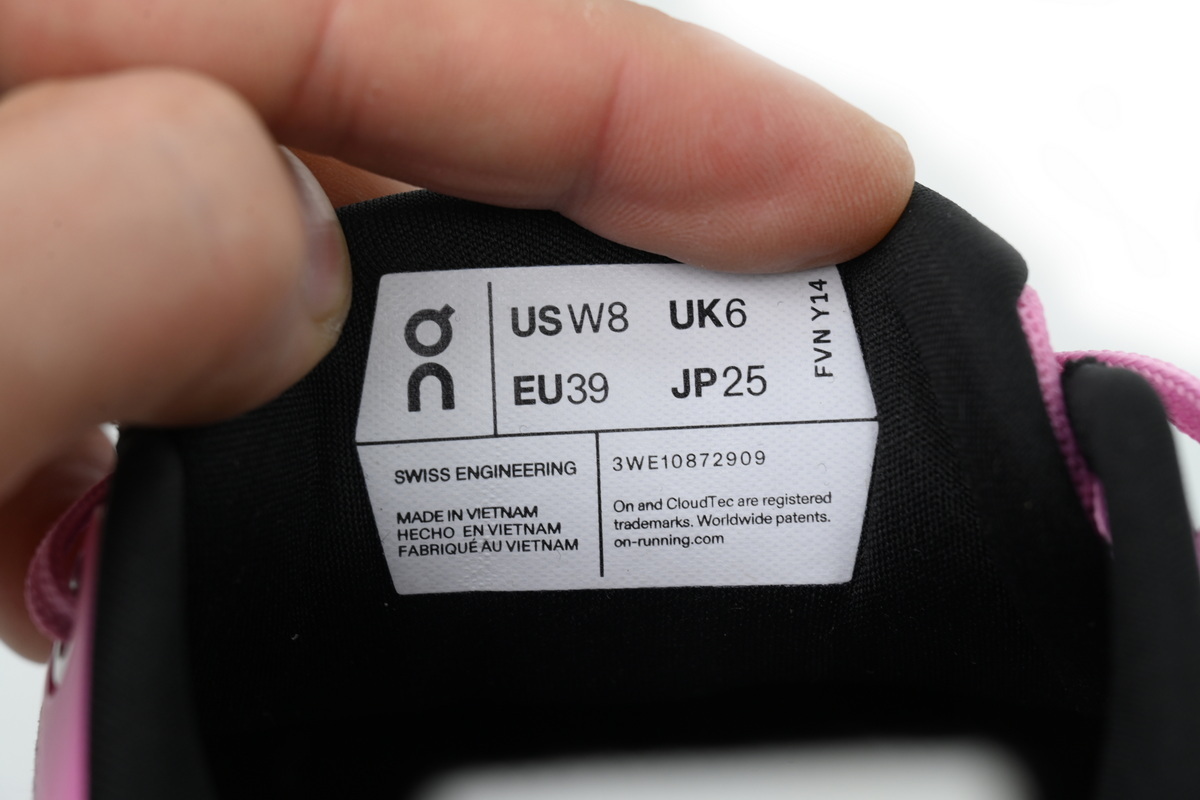 On
US W8 UK6
EU39 JP25
FVN Y14
SWISS ENGINEERING
MADE IN VIETNAM
HECHO EN VIETNAM
FABRIQUÉ AU VIETNAM
3WE10872909
On and CloudTec are registered
trademarks. Worldwide patents.
on-running.com